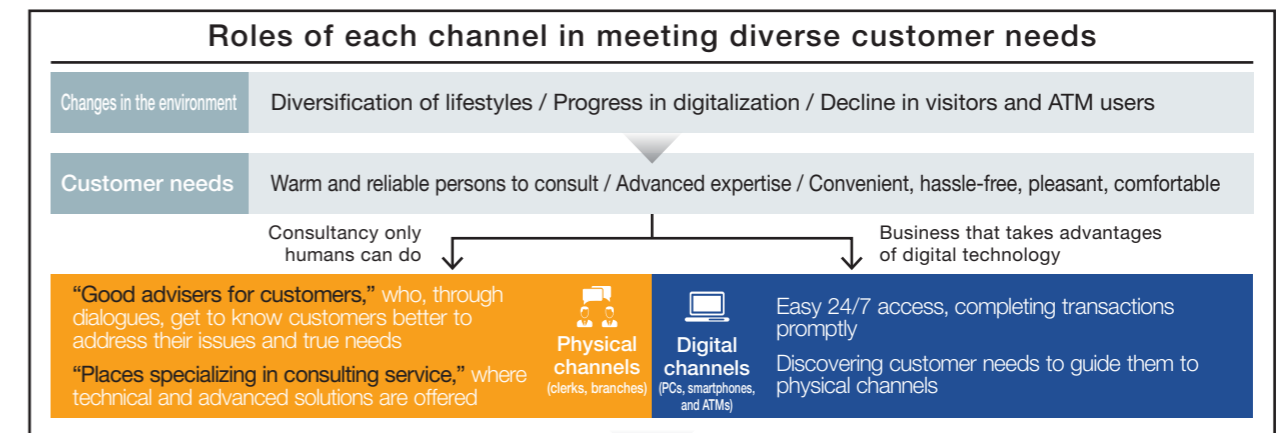 Roles of each channel in meeting diverse customer needs
Changes in the environment
Diversification of lifestyles / Progress in digitalization / Decline in visitors and ATM users
Customer needs
Warm and reliable persons to consult / Advanced expertise / Convenient, hassle-free, pleasant, comfortable
Consultancy only
humans can do
Business that takes advantages
of digital technology
“Good advisers for customers,” who, through
dialogues, get to know customers better to
address their issues and true needs
“Places specializing in consulting service,” where
technical and advanced solutions are offered
Physical
channels
(clerks, branches)
Digital
channels
(PCs, smartphones,
and ATMs)
Easy 24/7 access, completing transactions
promptly
Discovering customer needs to guide them to
physical channels